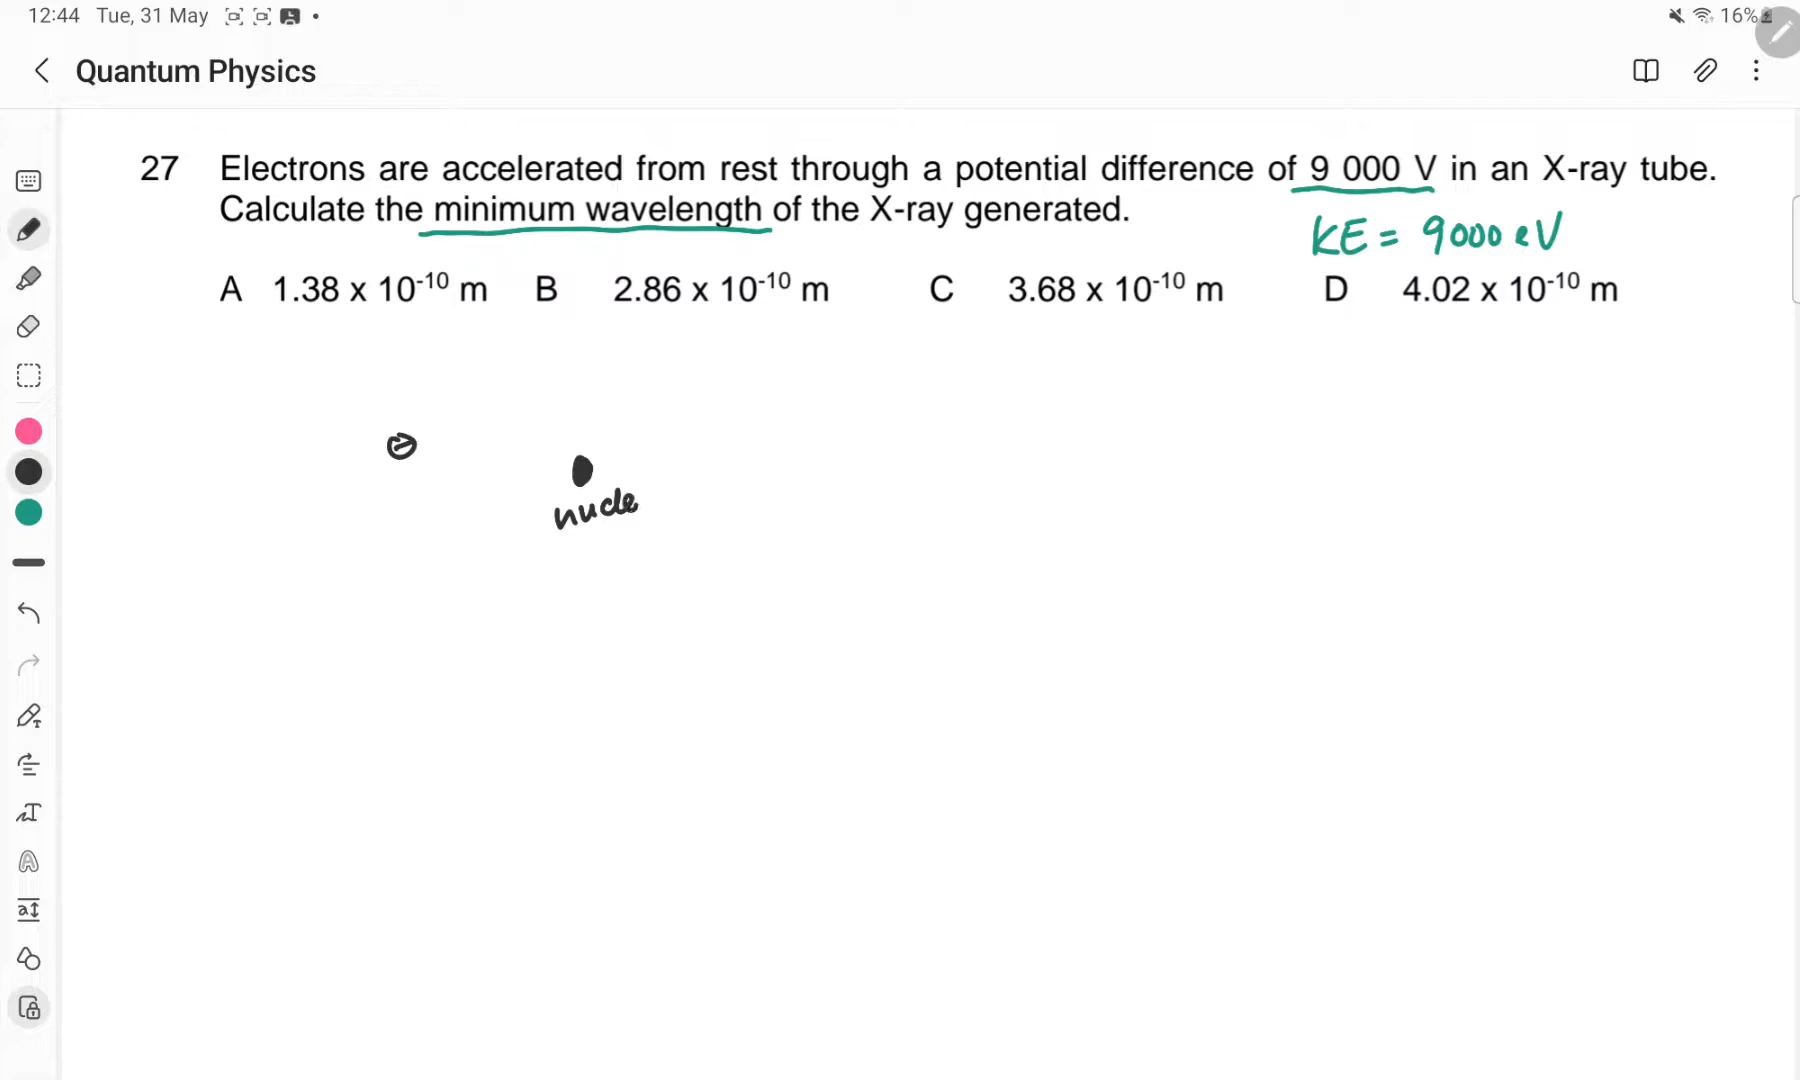 12:44 Tue, 31 May
16%
Quantum Physics
27 Electrons are accelerated from rest through a potential difference of 9 000 V in an X-ray tube.
Calculate the minimum wavelength of the X-ray generated.
KE = 9000 eV
A 1.38 x 10⁻¹⁰ m B 2.86 x 10⁻¹⁰ m C 3.68 x 10⁻¹⁰ m D 4.02 x 10⁻¹⁰ m
nucle